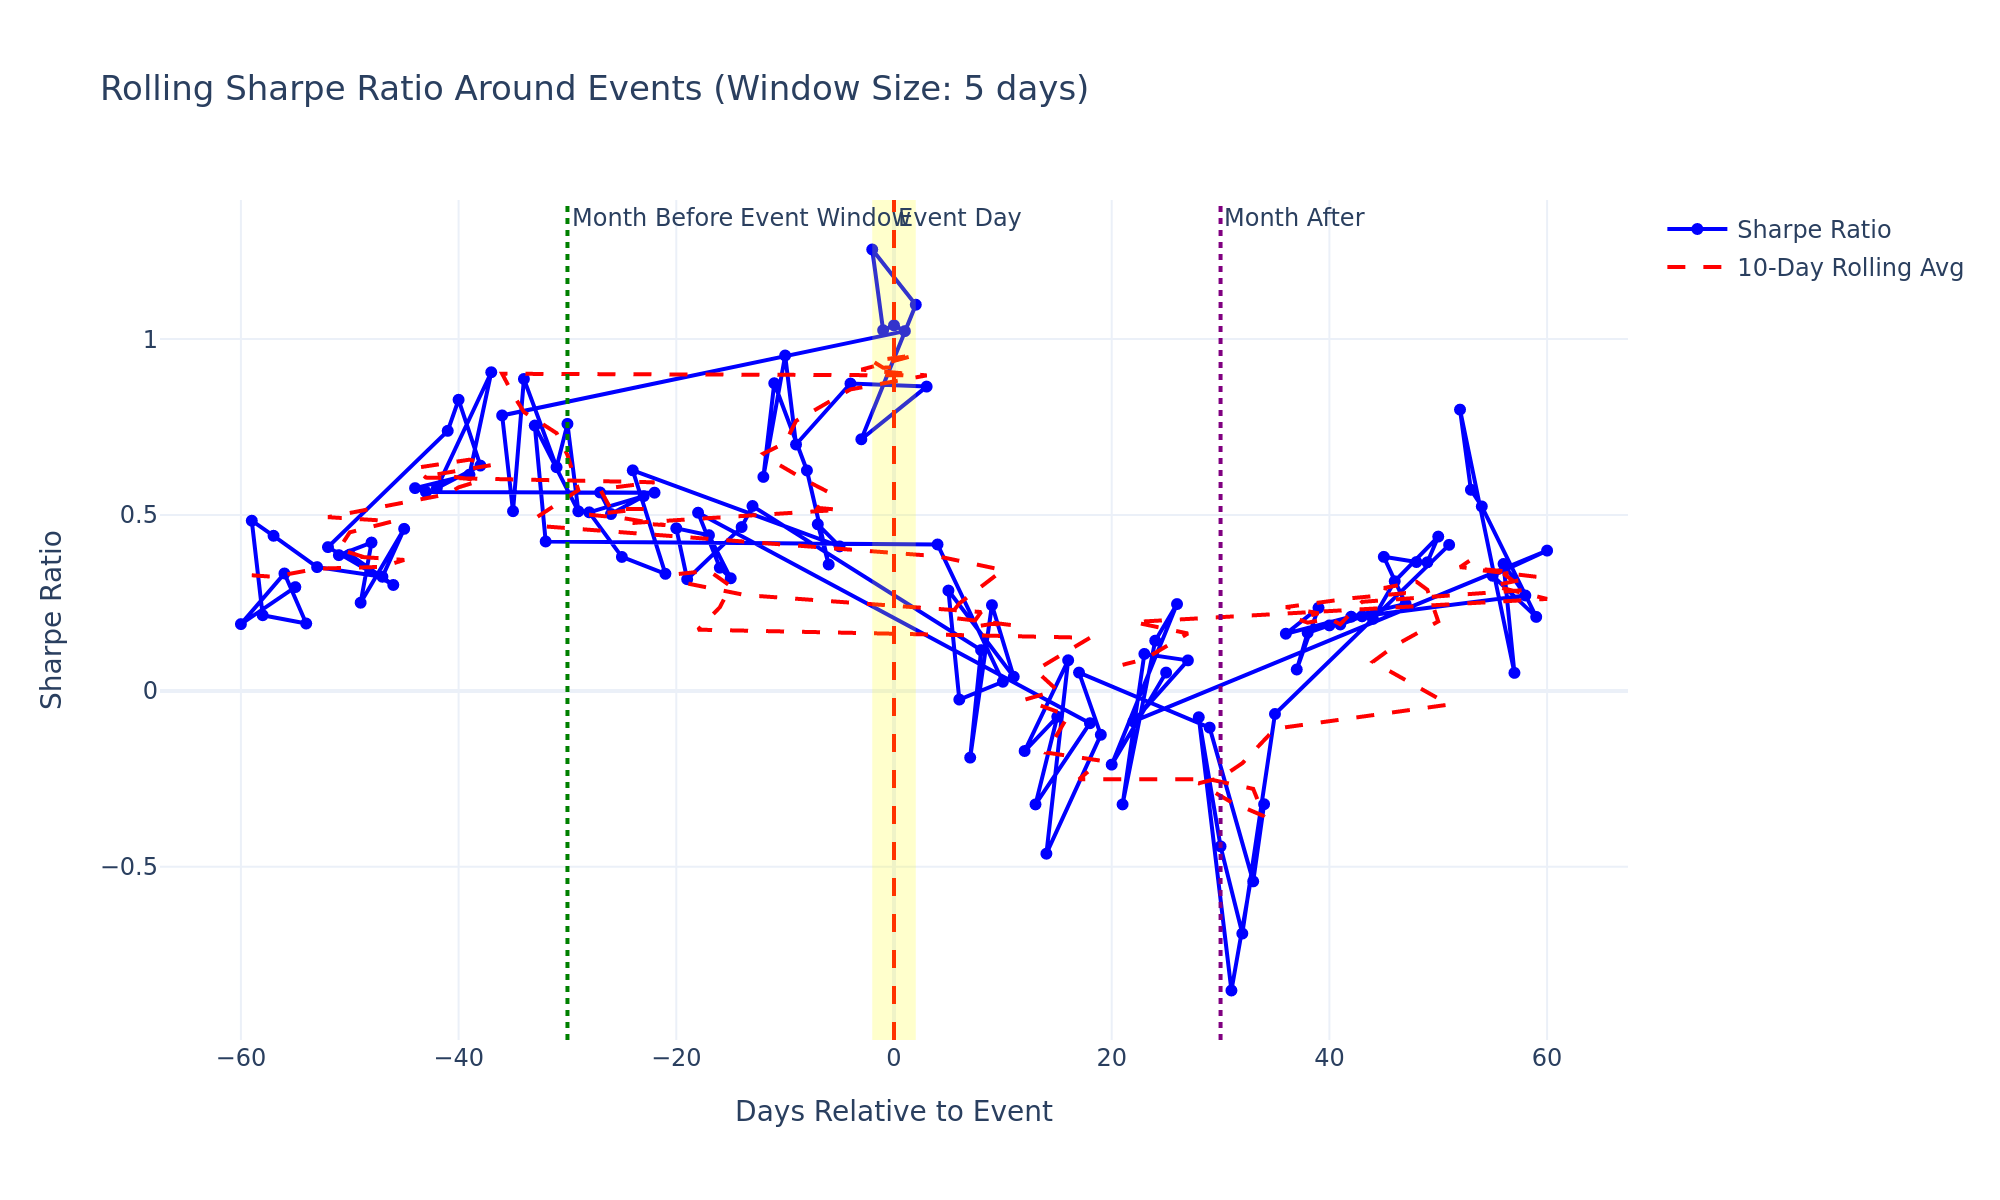 Rolling Sharpe Ratio Around Events (Window Size: 5 days)
Month Before
Event Window
Event Day
Month After
Sharpe Ratio
10-Day Rolling Avg
1
0.5
0
−0.5
Sharpe Ratio
−60
−40
−20
0
20
40
60
Days Relative to Event